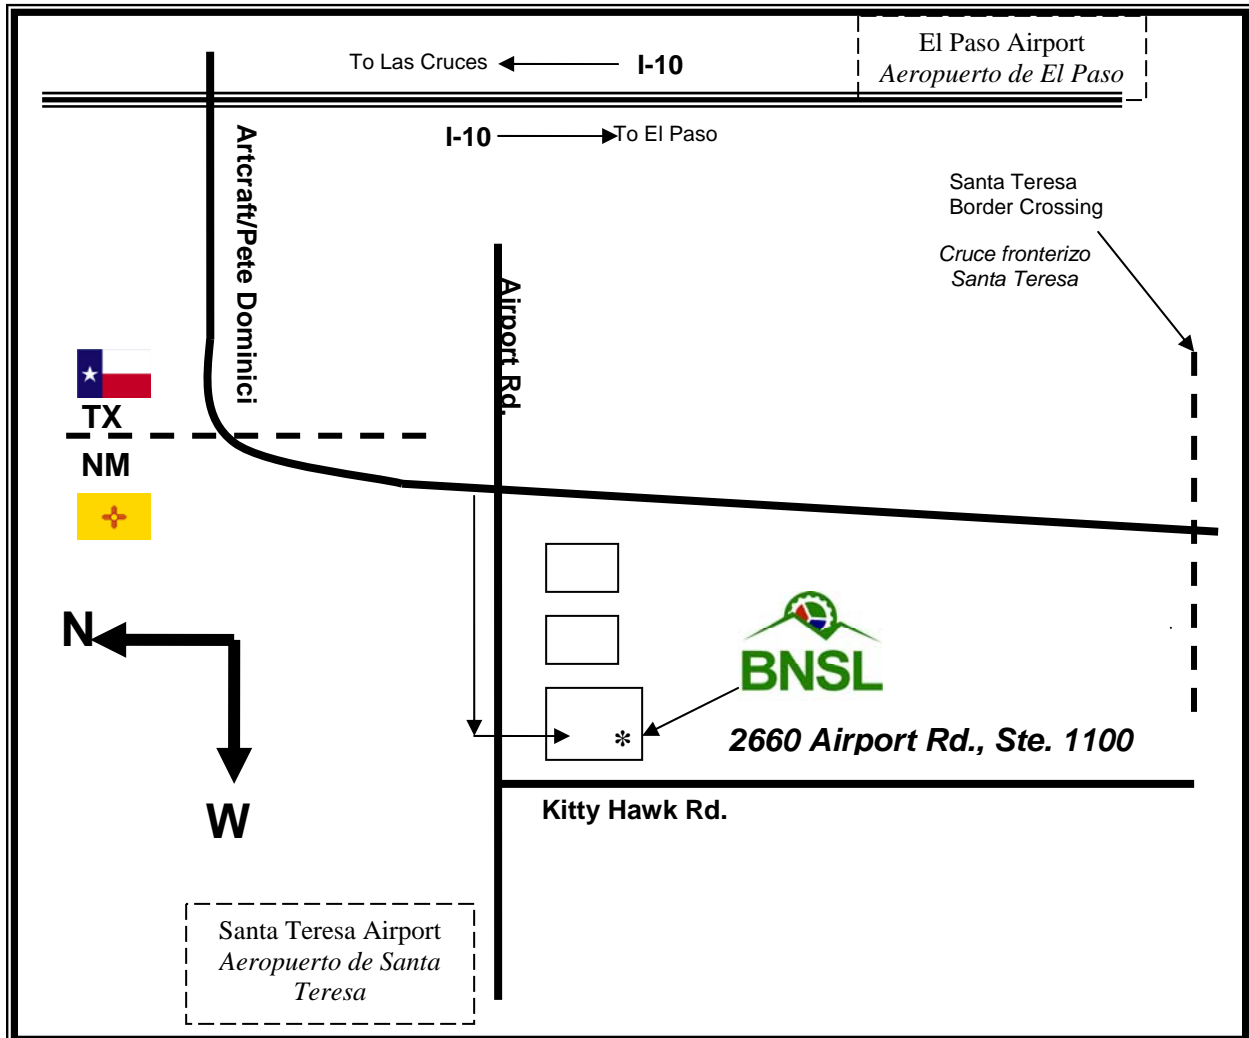 El Paso Airport
Aeropuerto de El Paso
To Las Cruces
I-10
I-10
To El Paso
Artcraft/Pete Dominici
Santa Teresa
Border Crossing
Cruce fronterizo
Santa Teresa
Airport Rd.
TX
NM
N
W
BNSL
*
2660 Airport Rd., Ste. 1100
Kitty Hawk Rd.
Santa Teresa Airport
Aeropuerto de Santa
Teresa